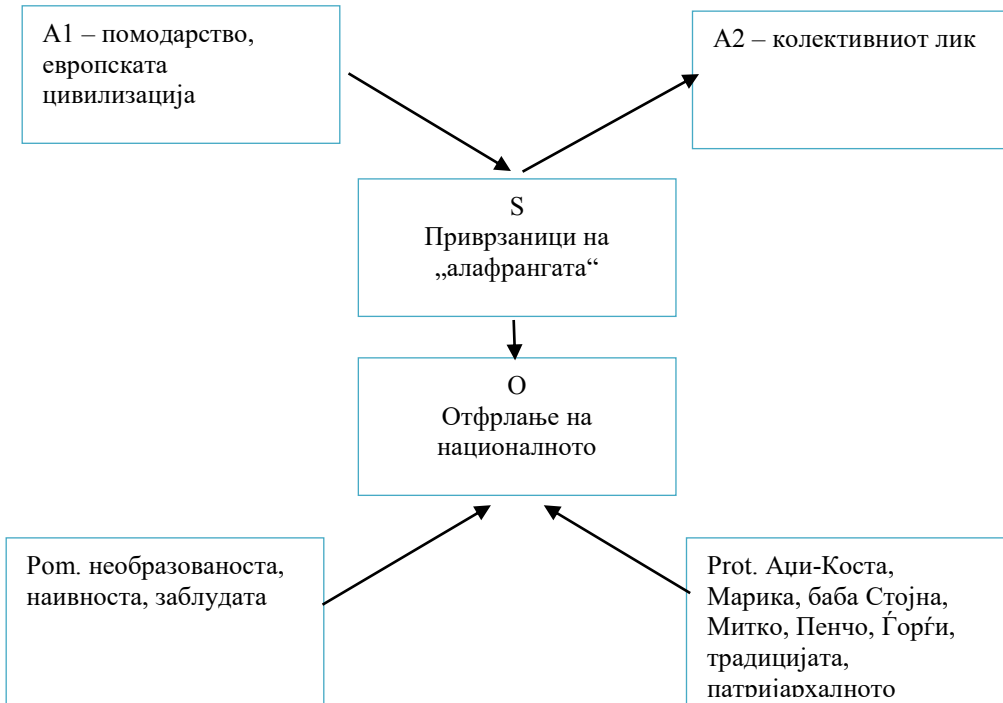 A1 – помодарство,
европската
цивилизација
A2 – колективниот лик
S
Приврзаници на
„алафрангата“
O
Отфрлање на
националното
Pom. необразованоста,
наивноста, заблудата
Prot. Аџи-Коста,
Марика, баба Стојна,
Митко, Пенчо, Ѓорѓи,
традицијата,
патријархалното